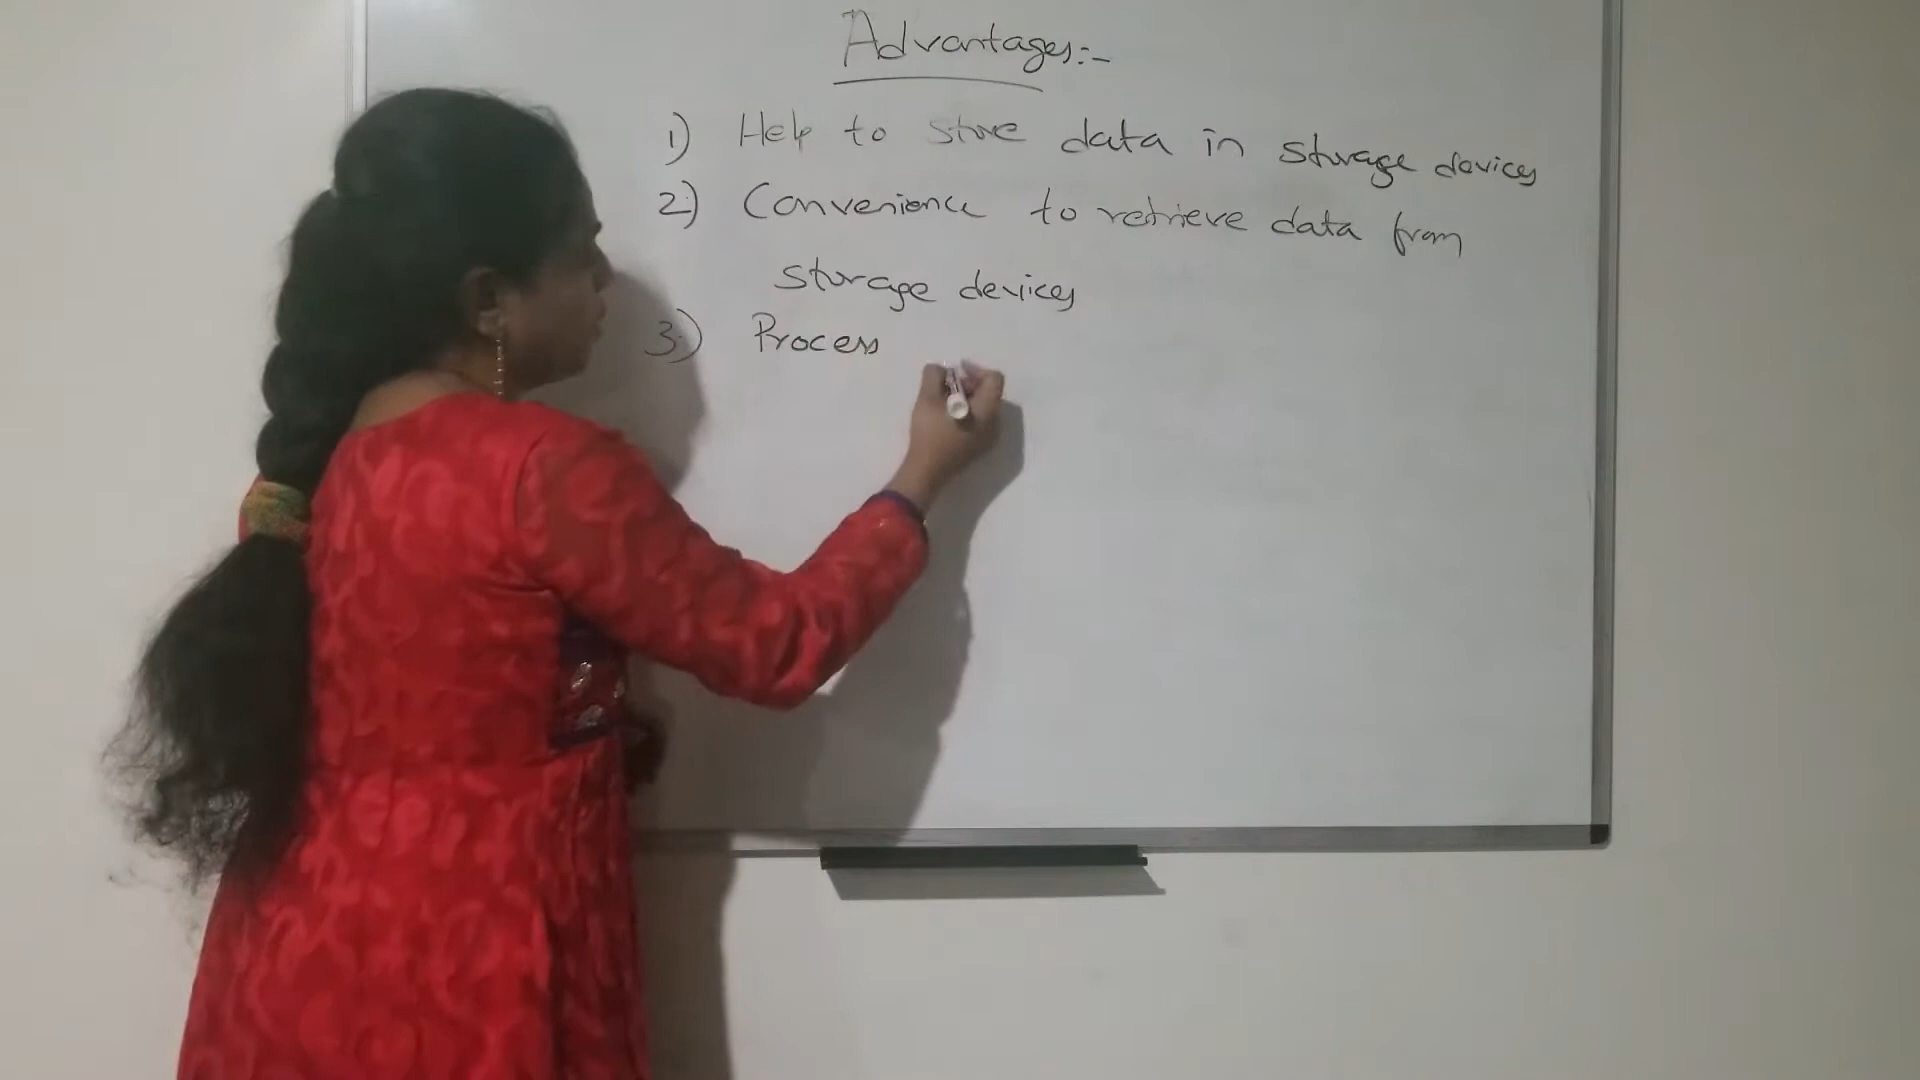 Advantages:-
1) Help to store data in storage devices
2) Convenience to retrieve data from
storage devices
3) Process